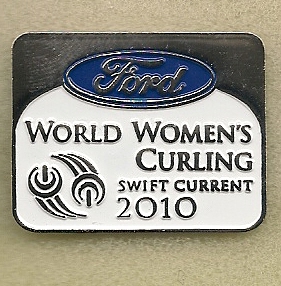 Ford
WORLD WOMEN'S
CURLING
SWIFT CURRENT
2010